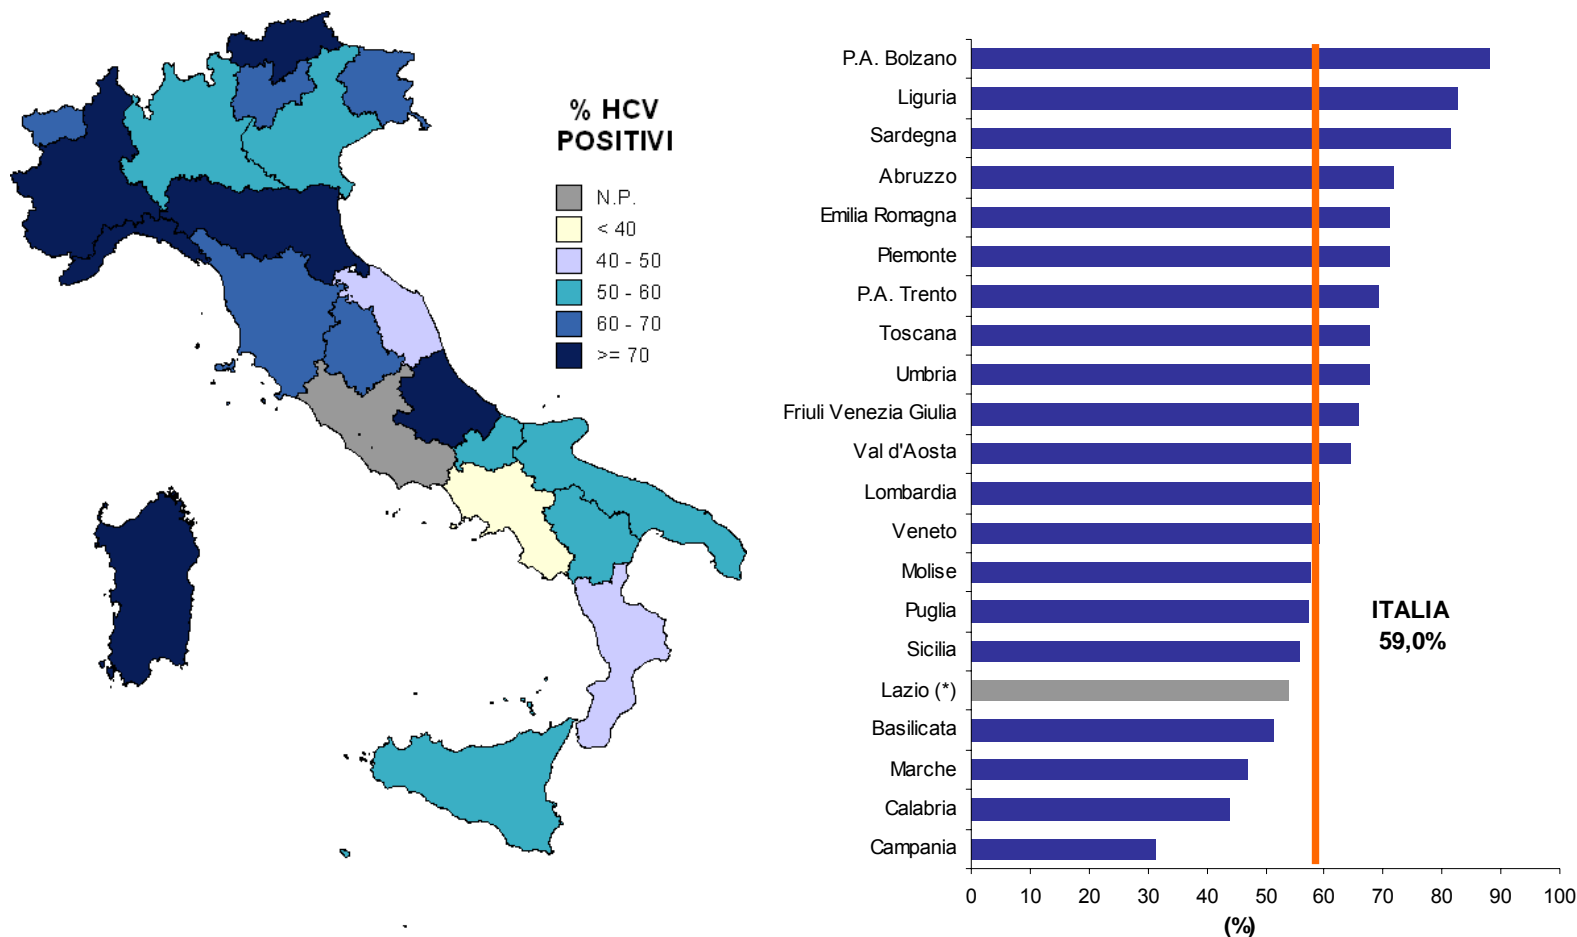 % HCV
POSITIVI
N.P.
< 40
40 - 50
50 - 60
60 - 70
>= 70
P.A. Bolzano
Liguria
Sardegna
Abruzzo
Emilia Romagna
Piemonte
P.A. Trento
Toscana
Umbria
Friuli Venezia Giulia
Val d'Aosta
Lombardia
Veneto
Molise
Puglia
Sicilia
Lazio (*)
Basilicata
Marche
Calabria
Campania
ITALIA
59,0%
0 10 20 30 40 50 60 70 80 90 100
(%)